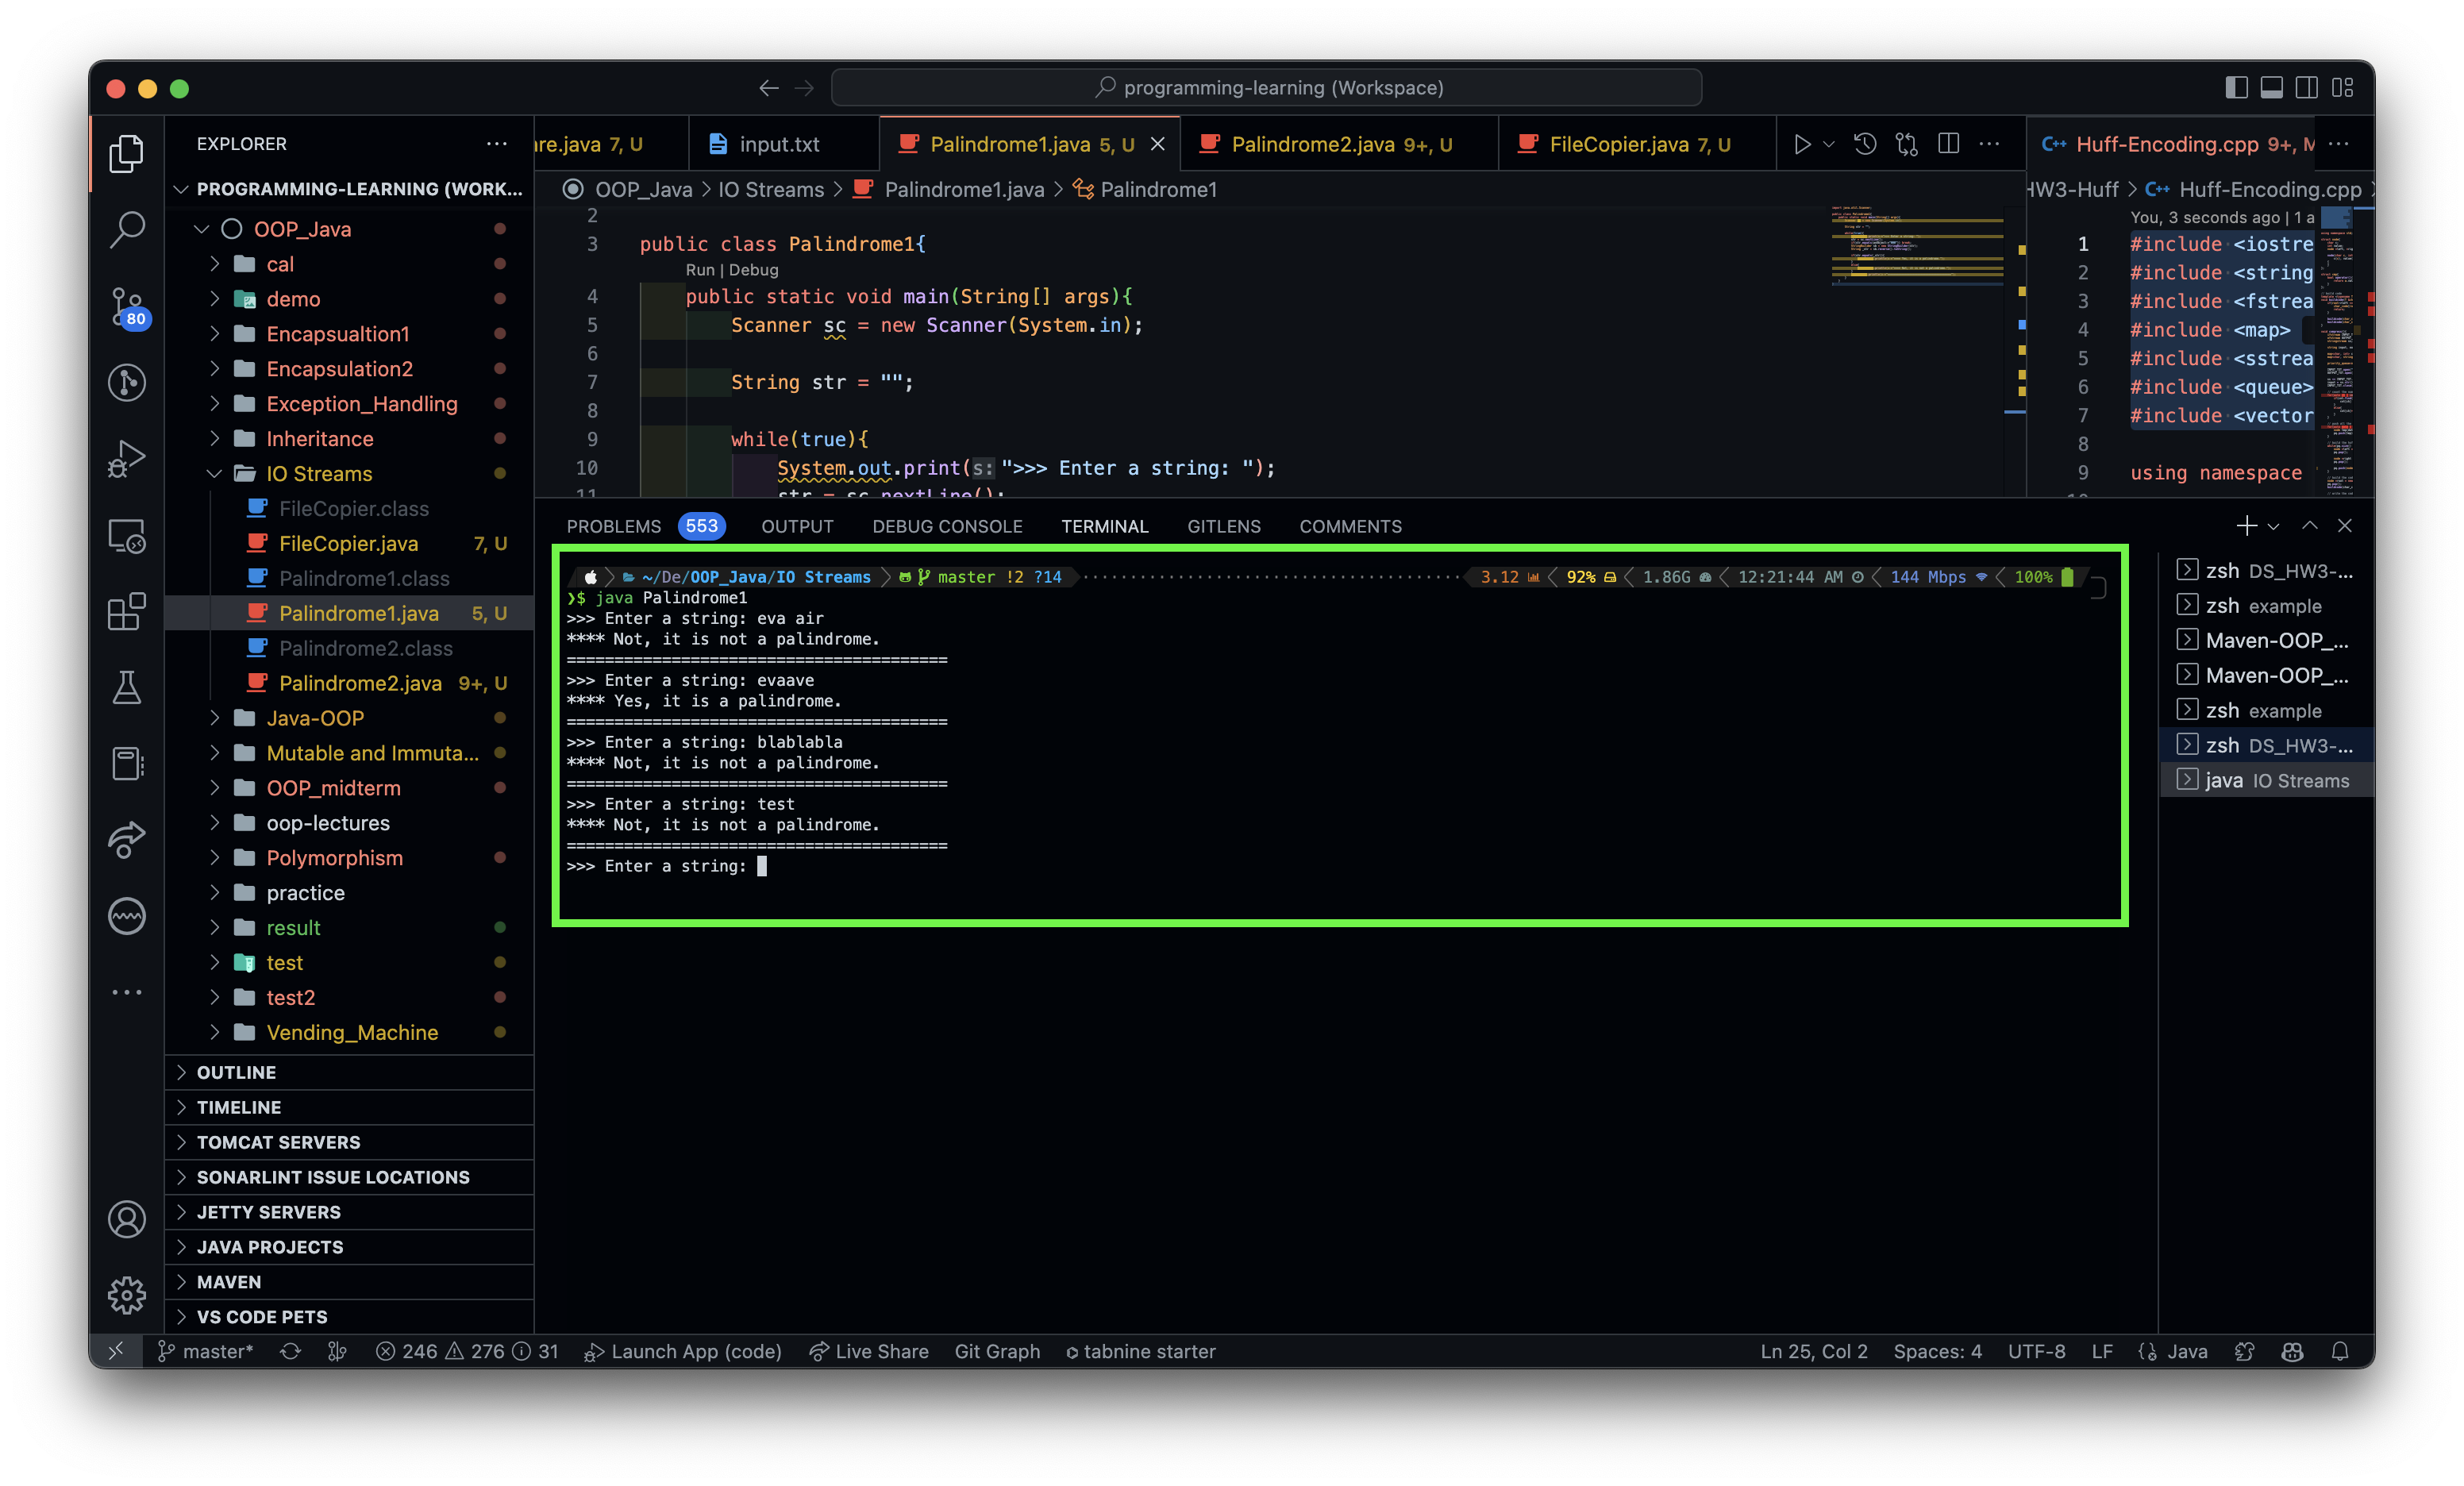 programming-learning (Workspace)
EXPLORER
PROGRAMMING-LEARNING (WORK...
OOP_Java
cal
demo
Encapsualtion1
Encapsulation2
Exception_Handling
Inheritance
IO Streams
FileCopier.class
FileCopier.java 7, U
Palindrome1.class
Palindrome1.java 5, U
Palindrome2.class
Palindrome2.java 9+, U
Java-OOP
Mutable and Immuta...
OOP_midterm
oop-lectures
Polymorphism
practice
result
test
test2
Vending_Machine
OUTLINE
TIMELINE
TOMCAT SERVERS
SONARLINT ISSUE LOCATIONS
JETTY SERVERS
JAVA PROJECTS
MAVEN
VS CODE PETS
80
re.java 7, U
input.txt
Palindrome1.java 5, U
Palindrome2.java 9+, U
FileCopier.java 7, U
OOP_Java > IO Streams > Palindrome1.java > Palindrome1
2
3 public class Palindrome1{
Run | Debug
4 public static void main(String[] args){
5 Scanner sc = new Scanner(System.in);
6
7 String str = "";
8
9 while(true){
10 System.out.print(s:">>> Enter a string: ");
11 str = sc.nextLine();
Huff-Encoding.cpp 9+, M
HW3-Huff > Huff-Encoding.cpp
You, 3 seconds ago | 1 a
1 #include <iostre
2 #include <string
3 #include <fstrea
4 #include <map>
5 #include <sstrea
6 #include <queue>
7 #include <vector
8
9 using namespace
PROBLEMS 553 OUTPUT DEBUG CONSOLE TERMINAL GITLENS COMMENTS
~/De/OOP_Java/IO Streams master !2 ?14 3.12 92% 1.86G 12:21:44 AM 144 Mbps 100%
❯$ java Palindrome1
>>> Enter a string: eva air
**** Not, it is not a palindrome.
========================================
>>> Enter a string: evaave
**** Yes, it is a palindrome.
========================================
>>> Enter a string: blablabla
**** Not, it is not a palindrome.
========================================
>>> Enter a string: test
**** Not, it is not a palindrome.
========================================
>>> Enter a string:
zsh DS_HW3-...
zsh example
Maven-OOP_...
Maven-OOP_...
zsh example
zsh DS_HW3-...
java IO Streams
master* 246 276 31 Launch App (code) Live Share Git Graph tabnine starter Ln 25, Col 2 Spaces: 4 UTF-8 LF Java